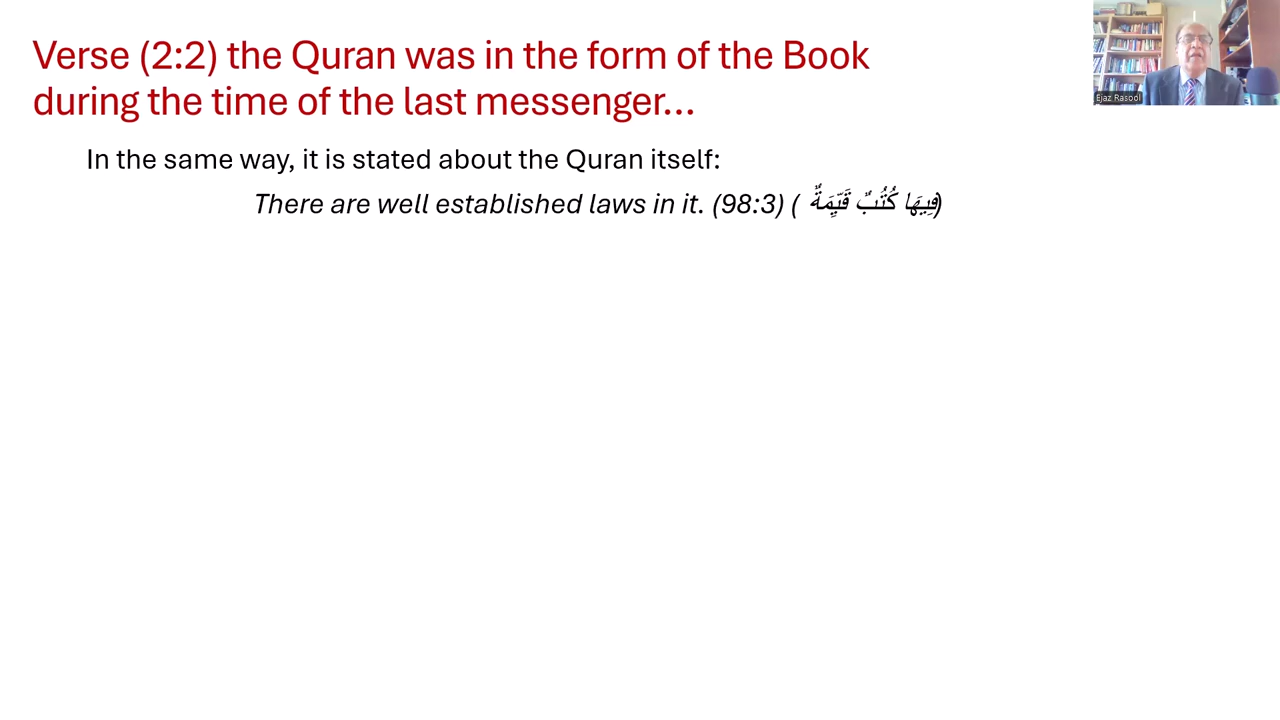 Verse (2:2) the Quran was in the form of the Book
during the time of the last messenger...
In the same way, it is stated about the Quran itself:
There are well established laws in it. (98:3) ( فِيهَا كُتُبٌ قَيِّمَةٌ)
Ejaz Rasool